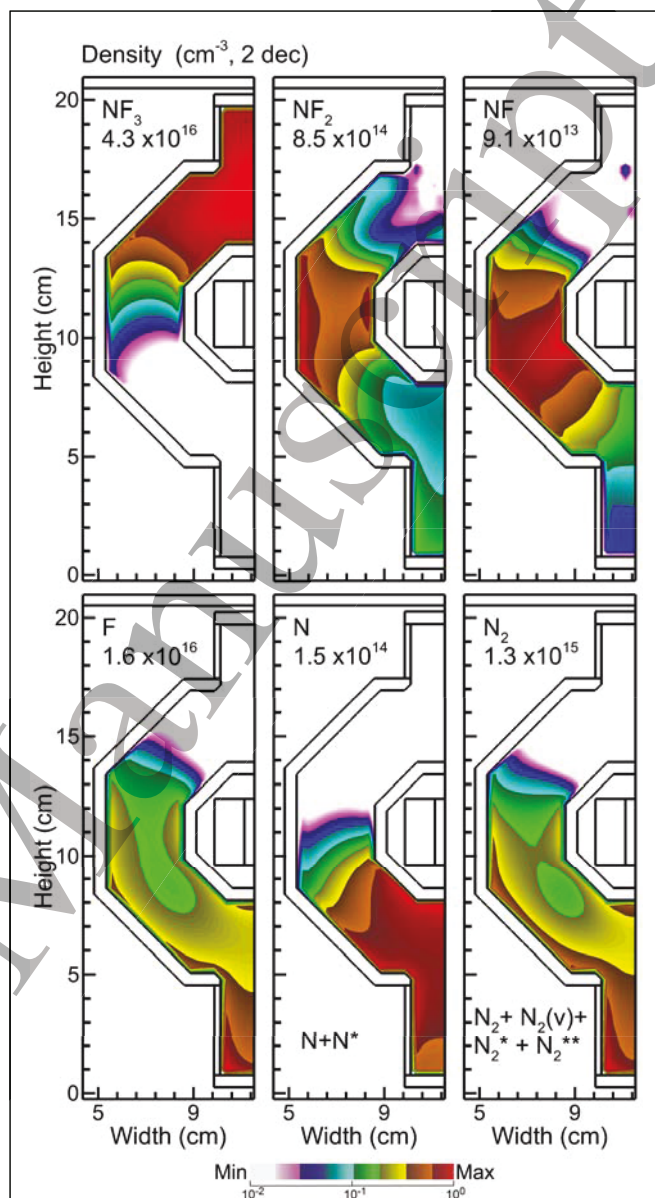 Density (cm⁻³, 2 dec)
20
15
10
5
0
Height (cm)
NF₃
4.3 x10¹⁶
NF₂
8.5 x10¹⁴
NF
9.1 x10¹³
20
15
10
5
0
Height (cm)
F
1.6 x10¹⁶
N
1.5 x10¹⁴
N+N*
N₂
1.3 x10¹⁵
N₂+ N₂(v)+
N₂* + N₂**
5 9
Width (cm)
5 9
Width (cm)
5 9
Width (cm)
Min Max
10⁻² 10⁻¹ 10⁰
Manuscript